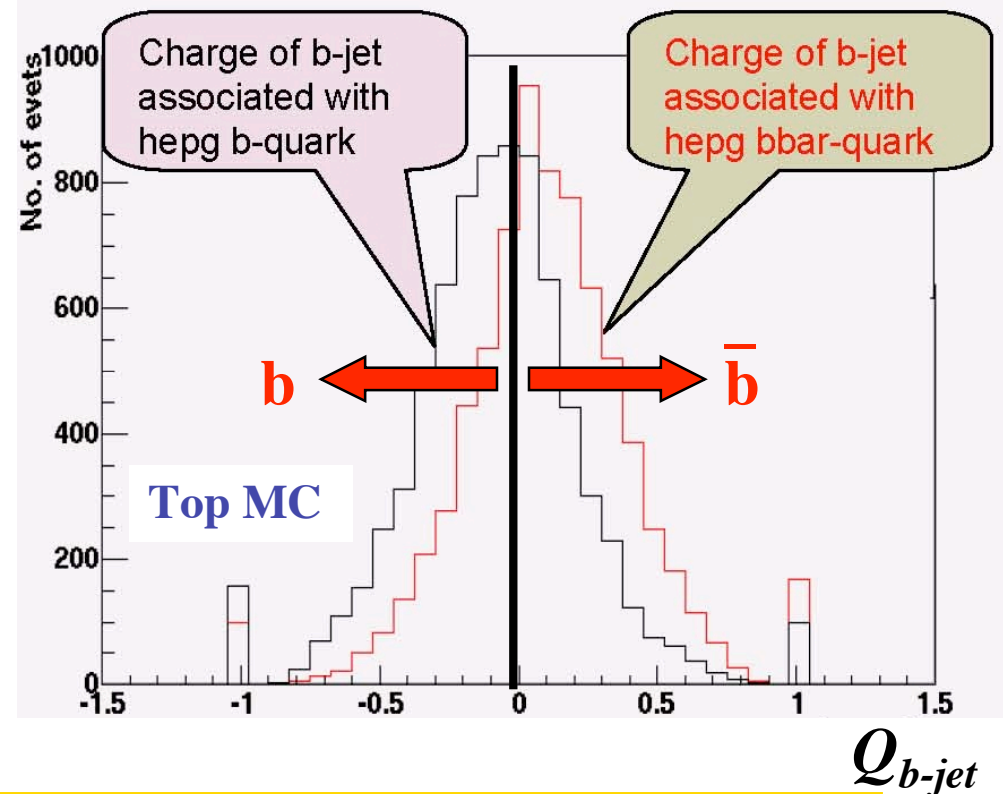 Charge of b-jet
associated with
hepg b-quark
Charge of b-jet
associated with
hepg bbar-quark
No. of evets
1000
800
600
400
200
0
b
b̅
Top MC
-1.5
-1
-0.5
0
0.5
1
1.5
Q b-jet